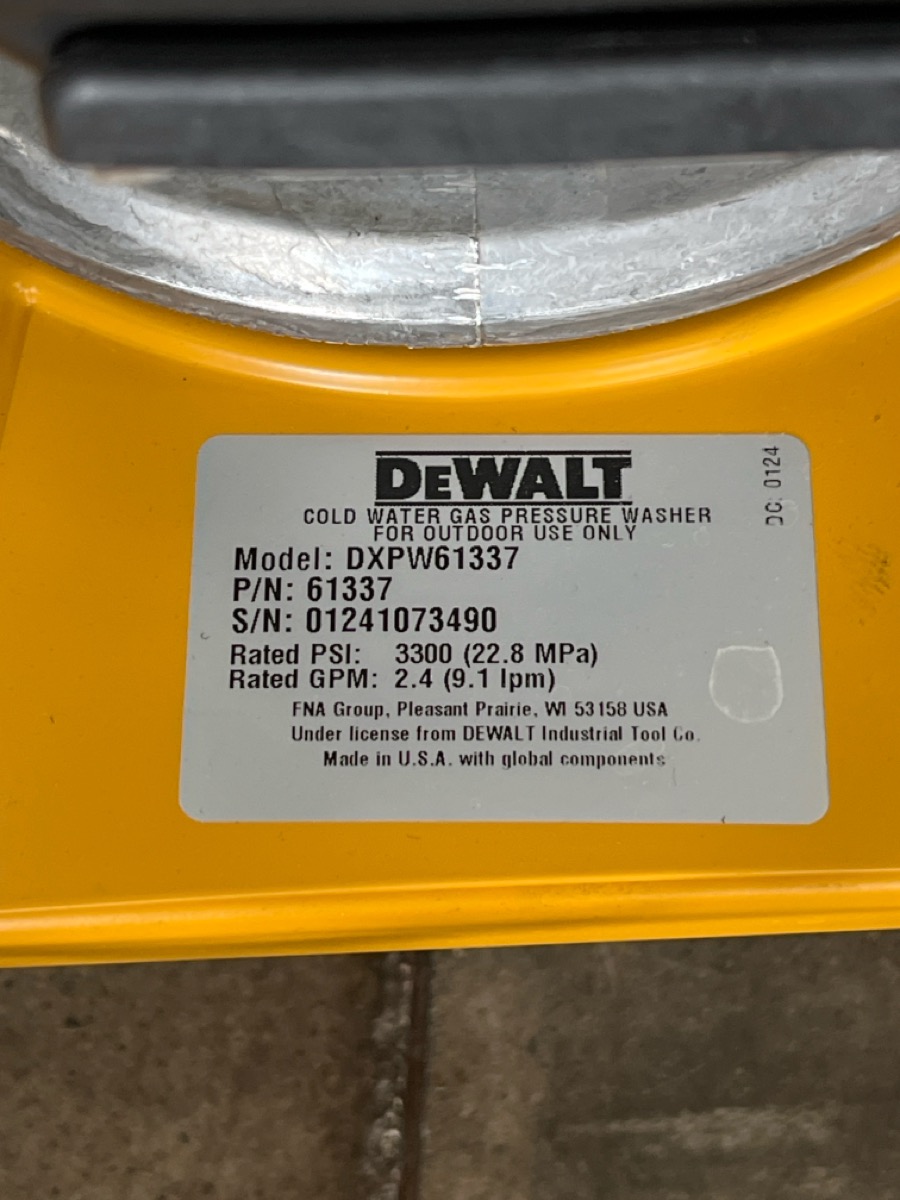 DEWALT
DC: 0124
COLD WATER GAS PRESSURE WASHER
FOR OUTDOOR USE ONLY
Model: DXPW61337
P/N: 61337
S/N: 01241073490
Rated PSI: 3300 (22.8 MPa)
Rated GPM: 2.4 (9.1 lpm)
FNA Group, Pleasant Prairie, WI 53158 USA
Under license from DEWALT Industrial Tool Co.
Made in U.S.A. with global components